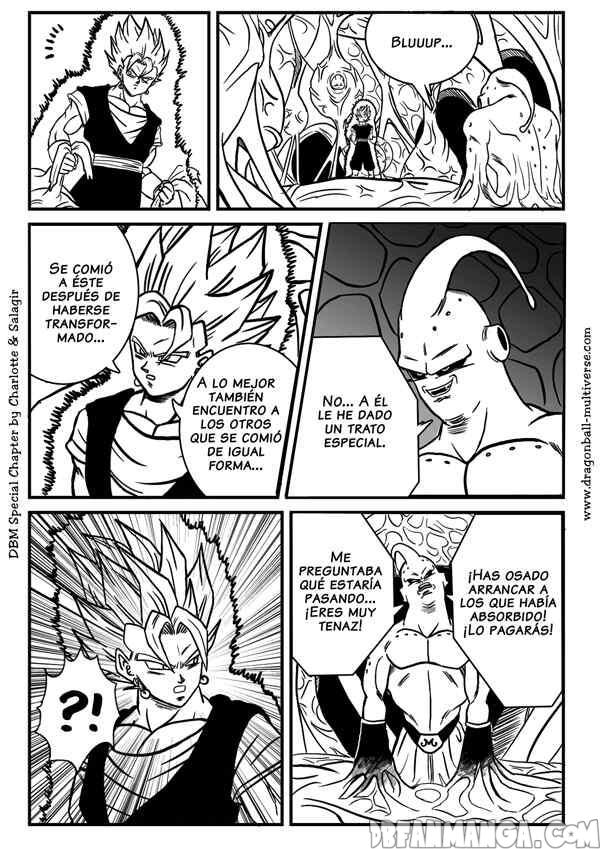 BLUUUP...
SE COMIÓ
A ÉSTE
DESPUÉS DE
HABERSE
TRANSFOR-
MADO...
A LO MEJOR
TAMBIÉN
ENCUENTRO A
LOS OTROS
QUE SE COMIÓ
DE IGUAL
FORMA...
NO... A ÉL
LE HE DADO
UN TRATO
ESPECIAL.
?!
ME
PREGUNTABA
QUÉ ESTARÍA
PASANDO...
¡ERES MUY
TENAZ!
¡HAS OSADO
ARRANCAR A
LOS QUE HABÍA
ABSORBIDO!
¡LO PAGARÁS!
M
DBM Special Chapter by Charlotte & Salagir
www.dragonball-multiverse.com
DBFANMANGA.COM